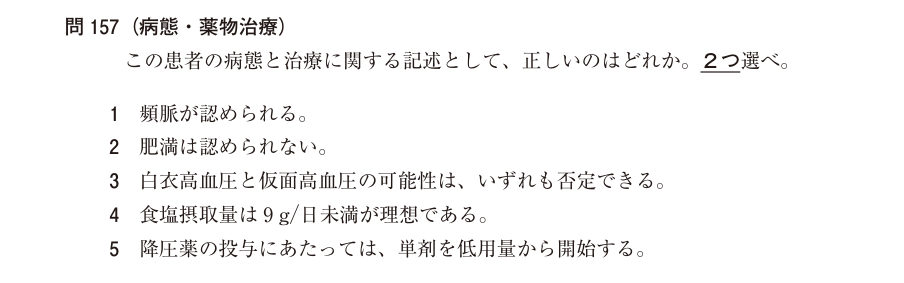 問 157（病態・薬物治療）
この患者の病態と治療に関する記述として、正しいのはどれか。２つ選べ。
1 頻脈が認められる。
2 肥満は認められない。
3 白衣高血圧と仮面高血圧の可能性は、いずれも否定できる。
4 食塩摂取量は９g/日未満が理想である。
5 降圧薬の投与にあたっては、単剤を低用量から開始する。